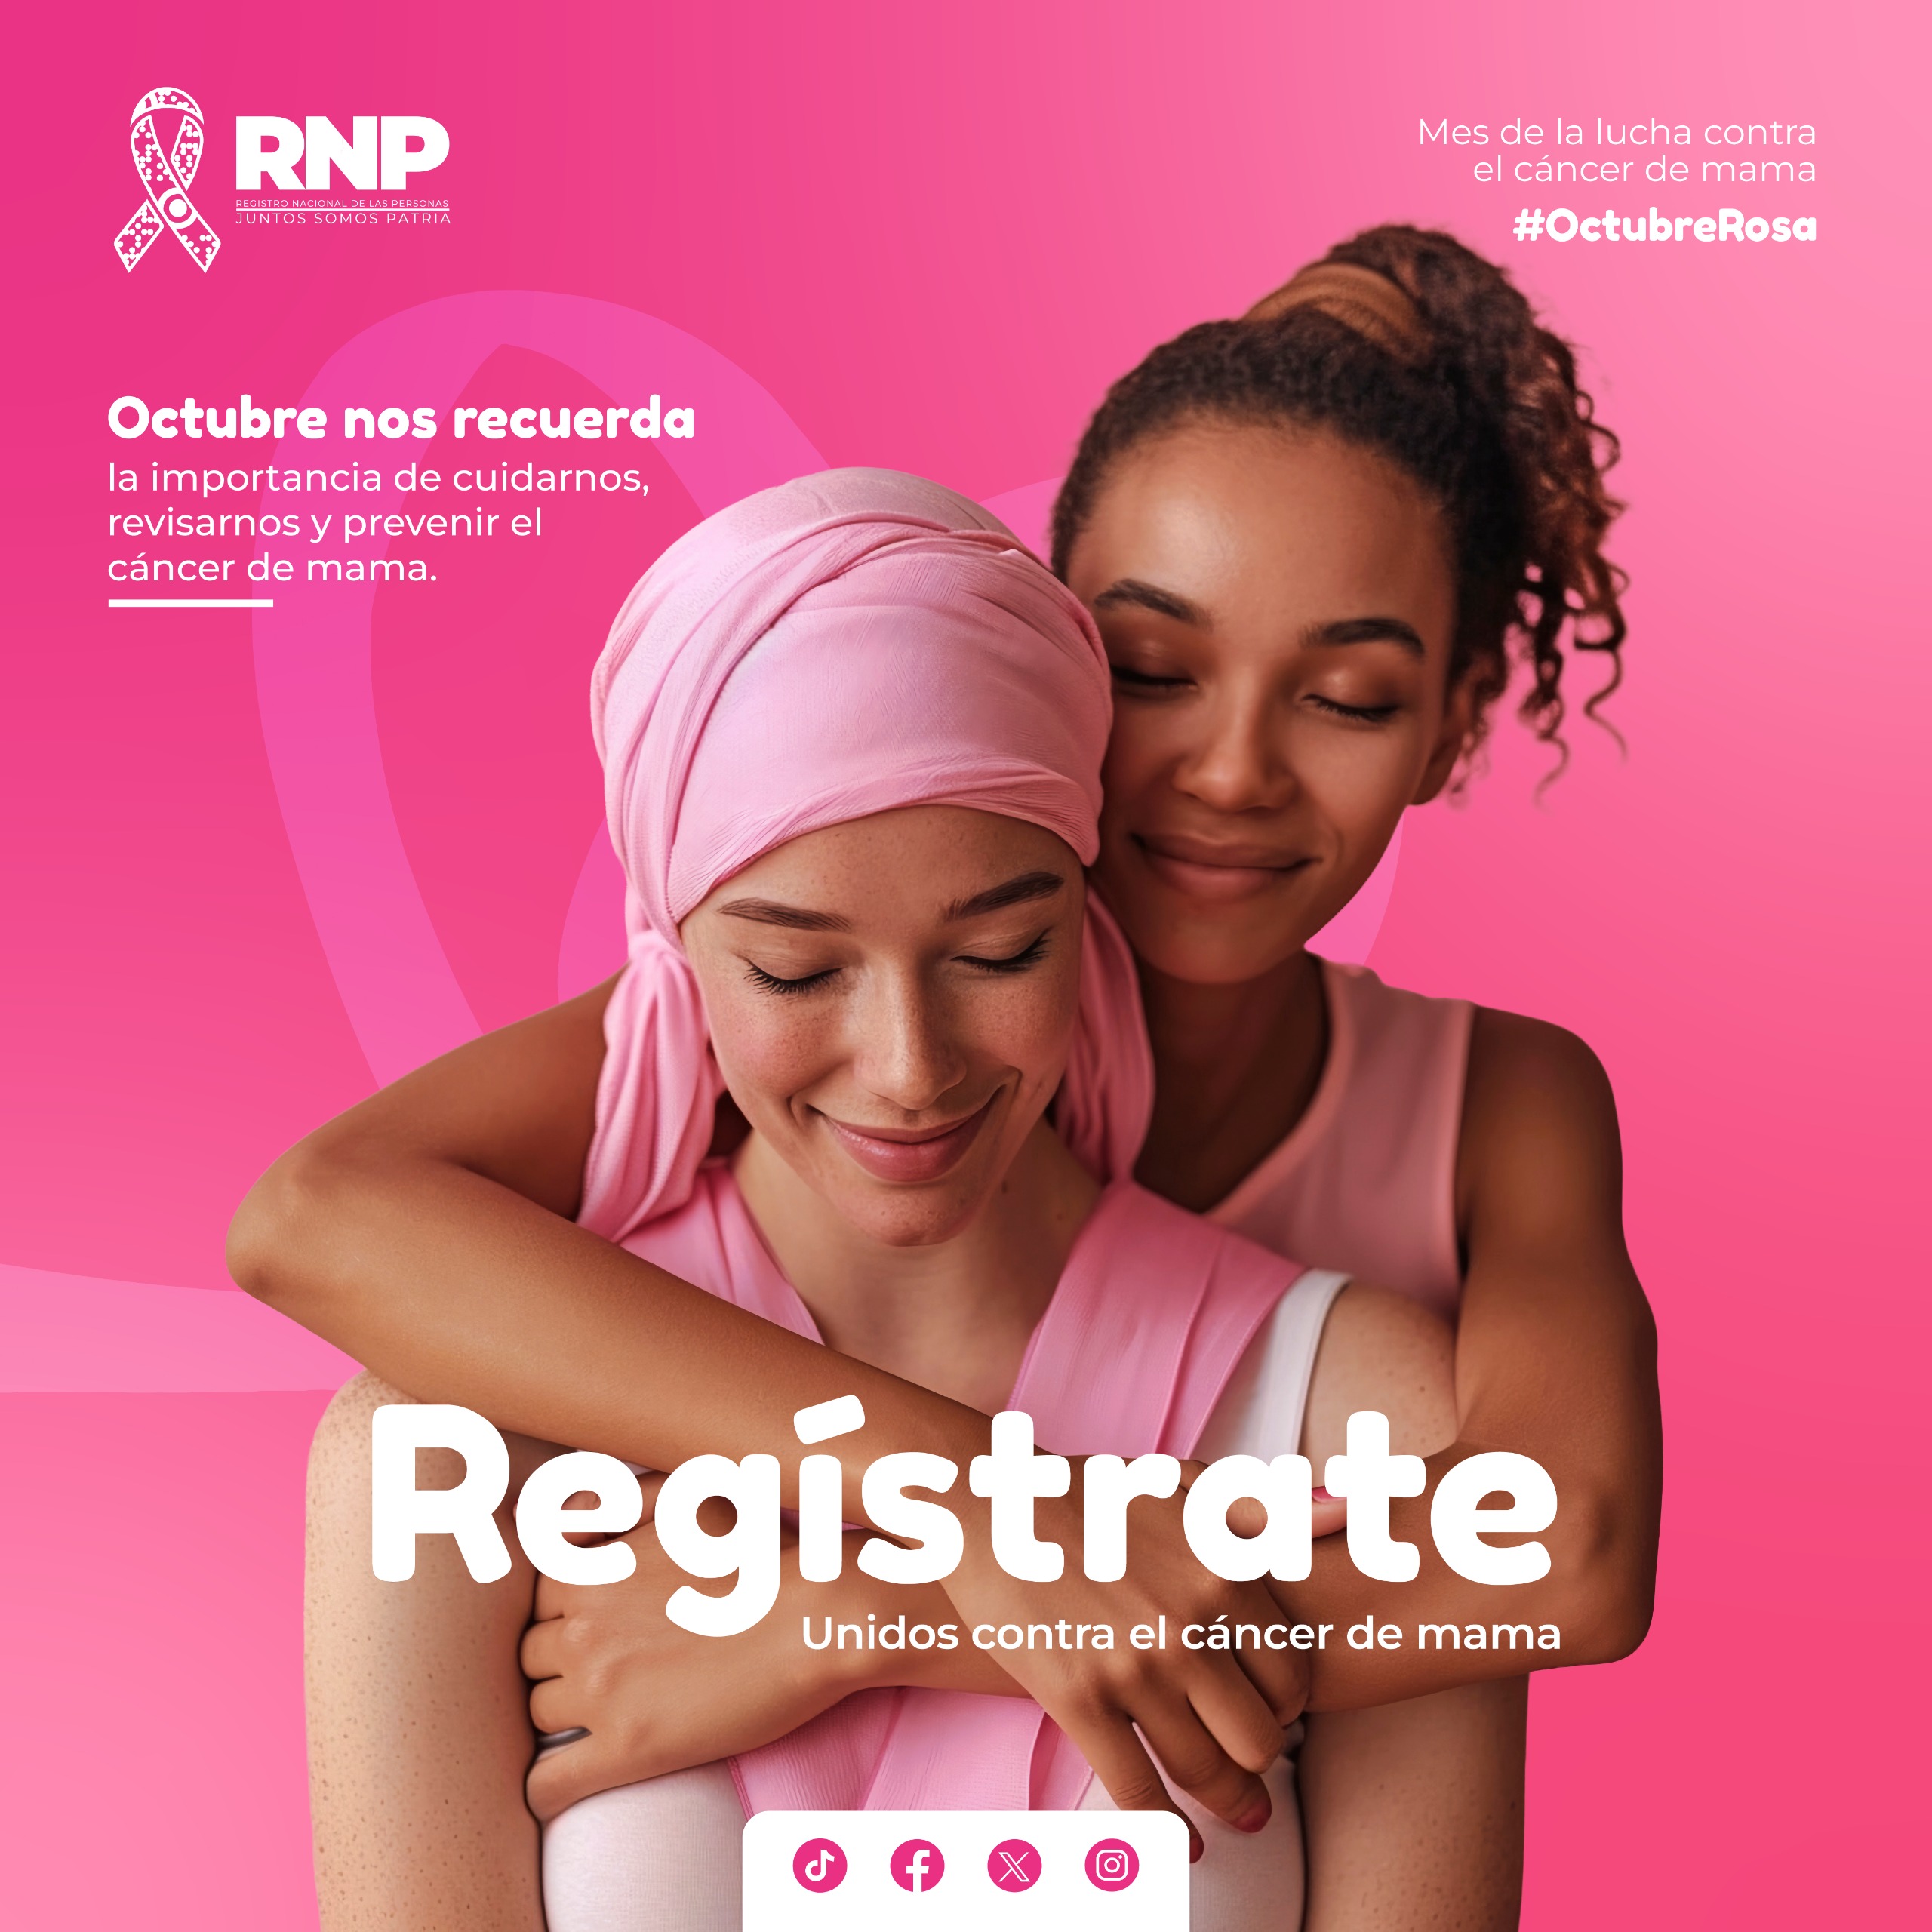 RNP
REGISTRO NACIONAL DE LAS PERSONAS
JUNTOS SOMOS PATRIA
Mes de la lucha contra
el cáncer de mama
#OctubreRosa
Octubre nos recuerda
la importancia de cuidarnos,
revisarnos y prevenir el
cáncer de mama.
Regístrate
Unidos contra el cáncer de mama